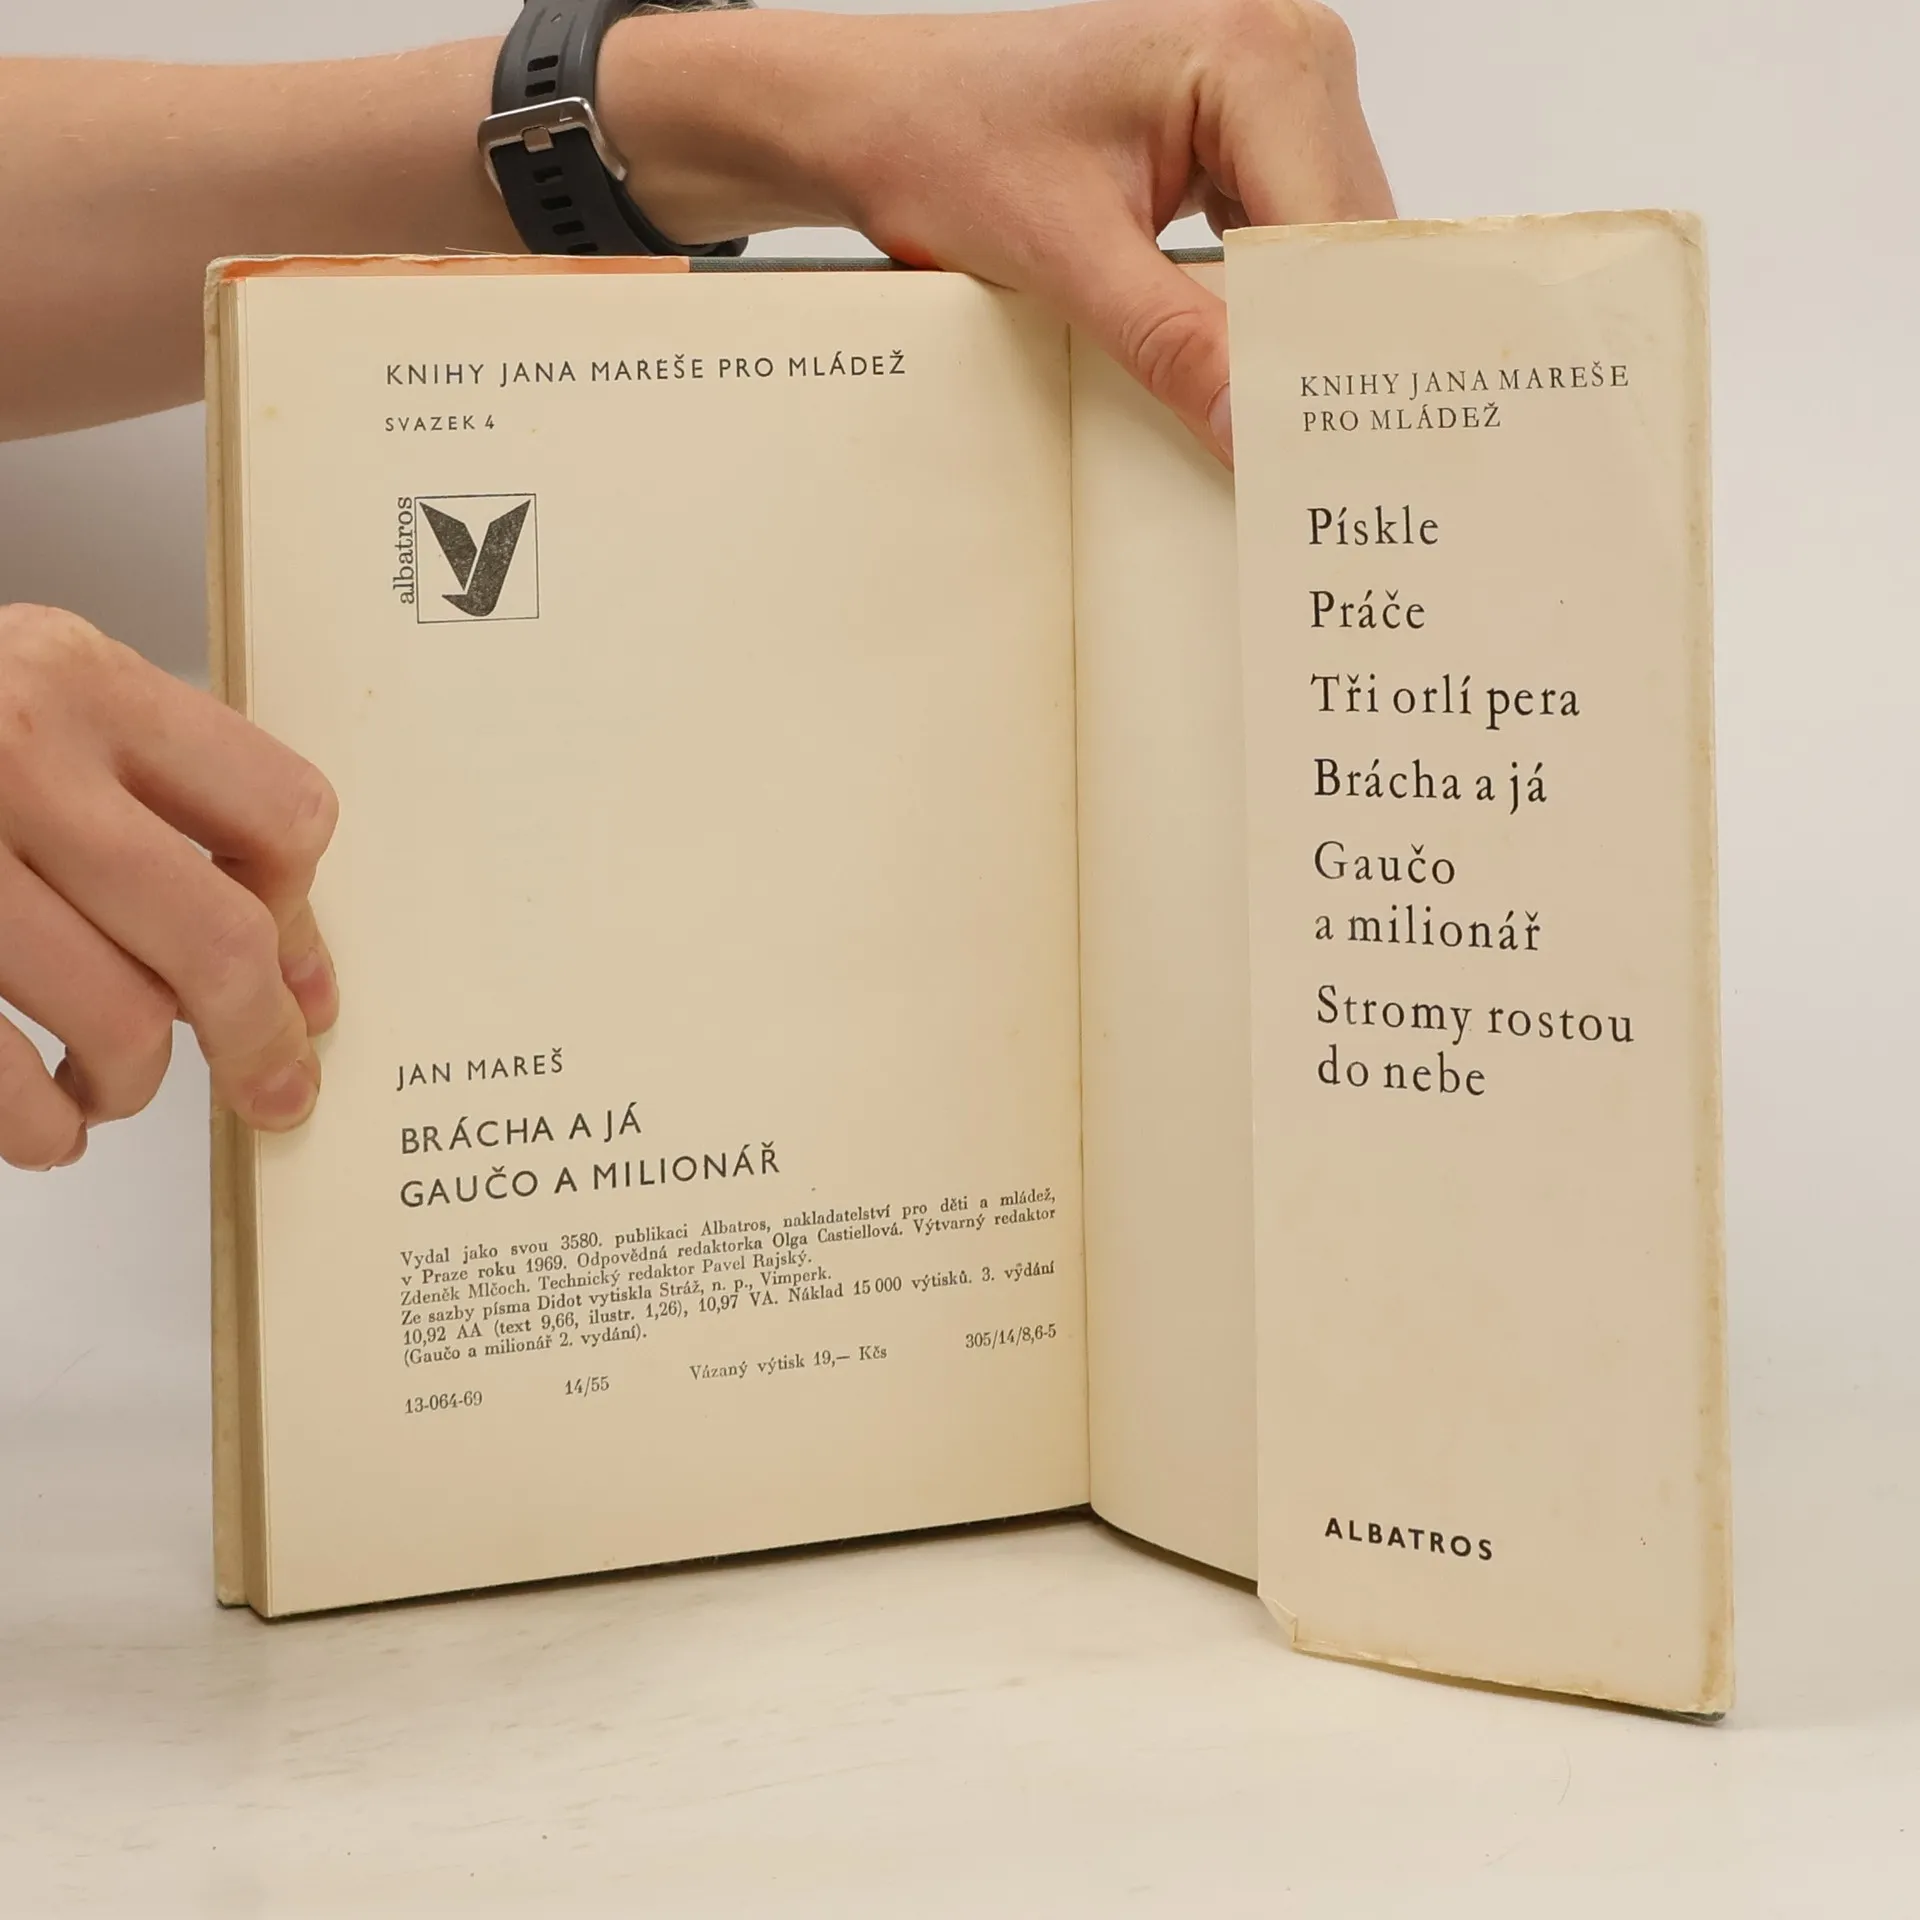 KNIHY JANA MAREŠE PRO MLÁDEŽ
SVAZEK 4
albatros
JAN MAREŠ
BRÁCHA A JÁ
GAUČO A MILIONÁŘ
Vydal jako svou 3580. publikaci Albatros, nakladatelství pro děti a mládež,
v Praze roku 1969. Odpovědná redaktorka Olga Castiellová. Výtvarný redaktor
Zdeněk Mlčoch. Technický redaktor Pavel Rajský.
Ze sazby písma Didot vytiskla Stráž, n. p., Vimperk.
10,92 AA (text 9,66, ilustr. 1,26), 10,97 VA. Náklad 15 000 výtisků. 3. vydání
(Gaučo a milionář 2. vydání).
13-064-69 14/55 Vázaný výtisk 19,— Kčs 305/14/8,6-5
KNIHY JANA MAREŠE
PRO MLÁDEŽ
Pískle
Práče
Tři orlí pera
Brácha a já
Gaučo
a milionář
Stromy rostou
do nebe
ALBATROS